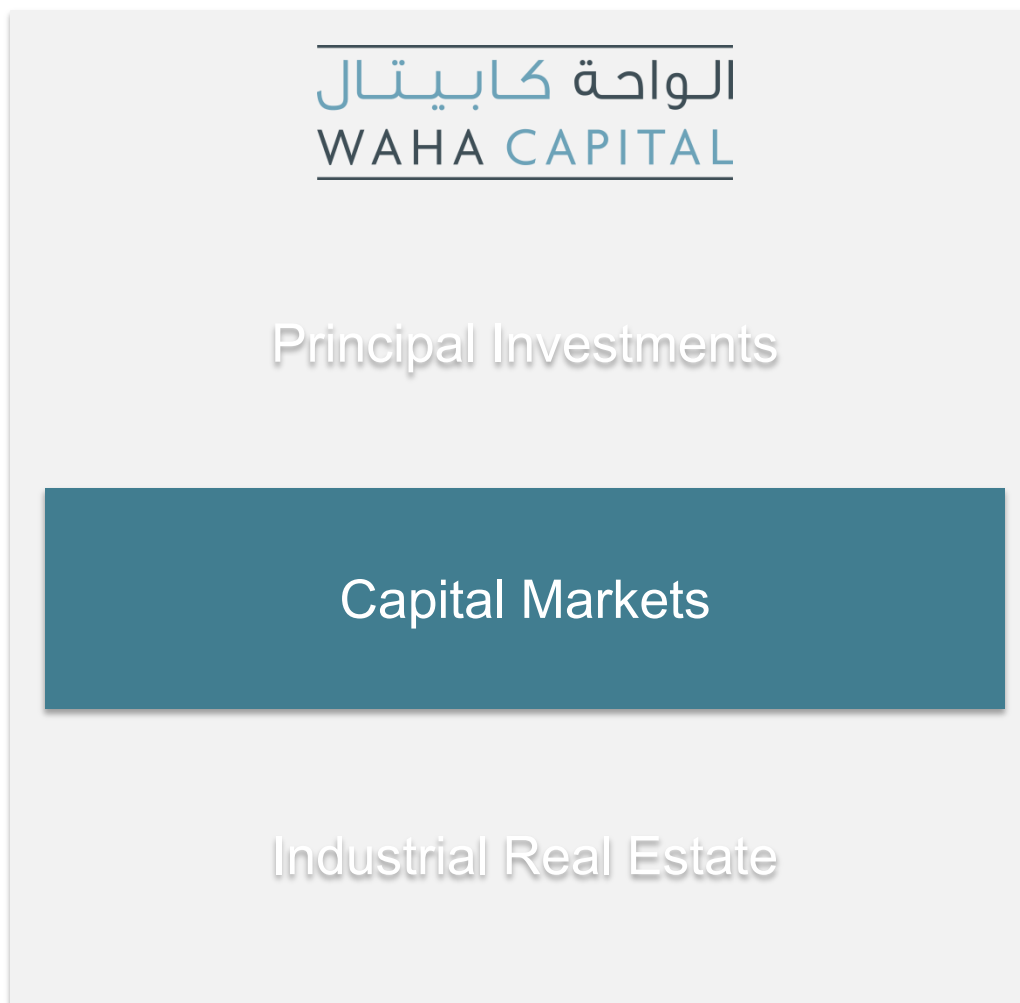 الواحة كابيتال
WAHA CAPITAL
Principal Investments
Capital Markets
Industrial Real Estate